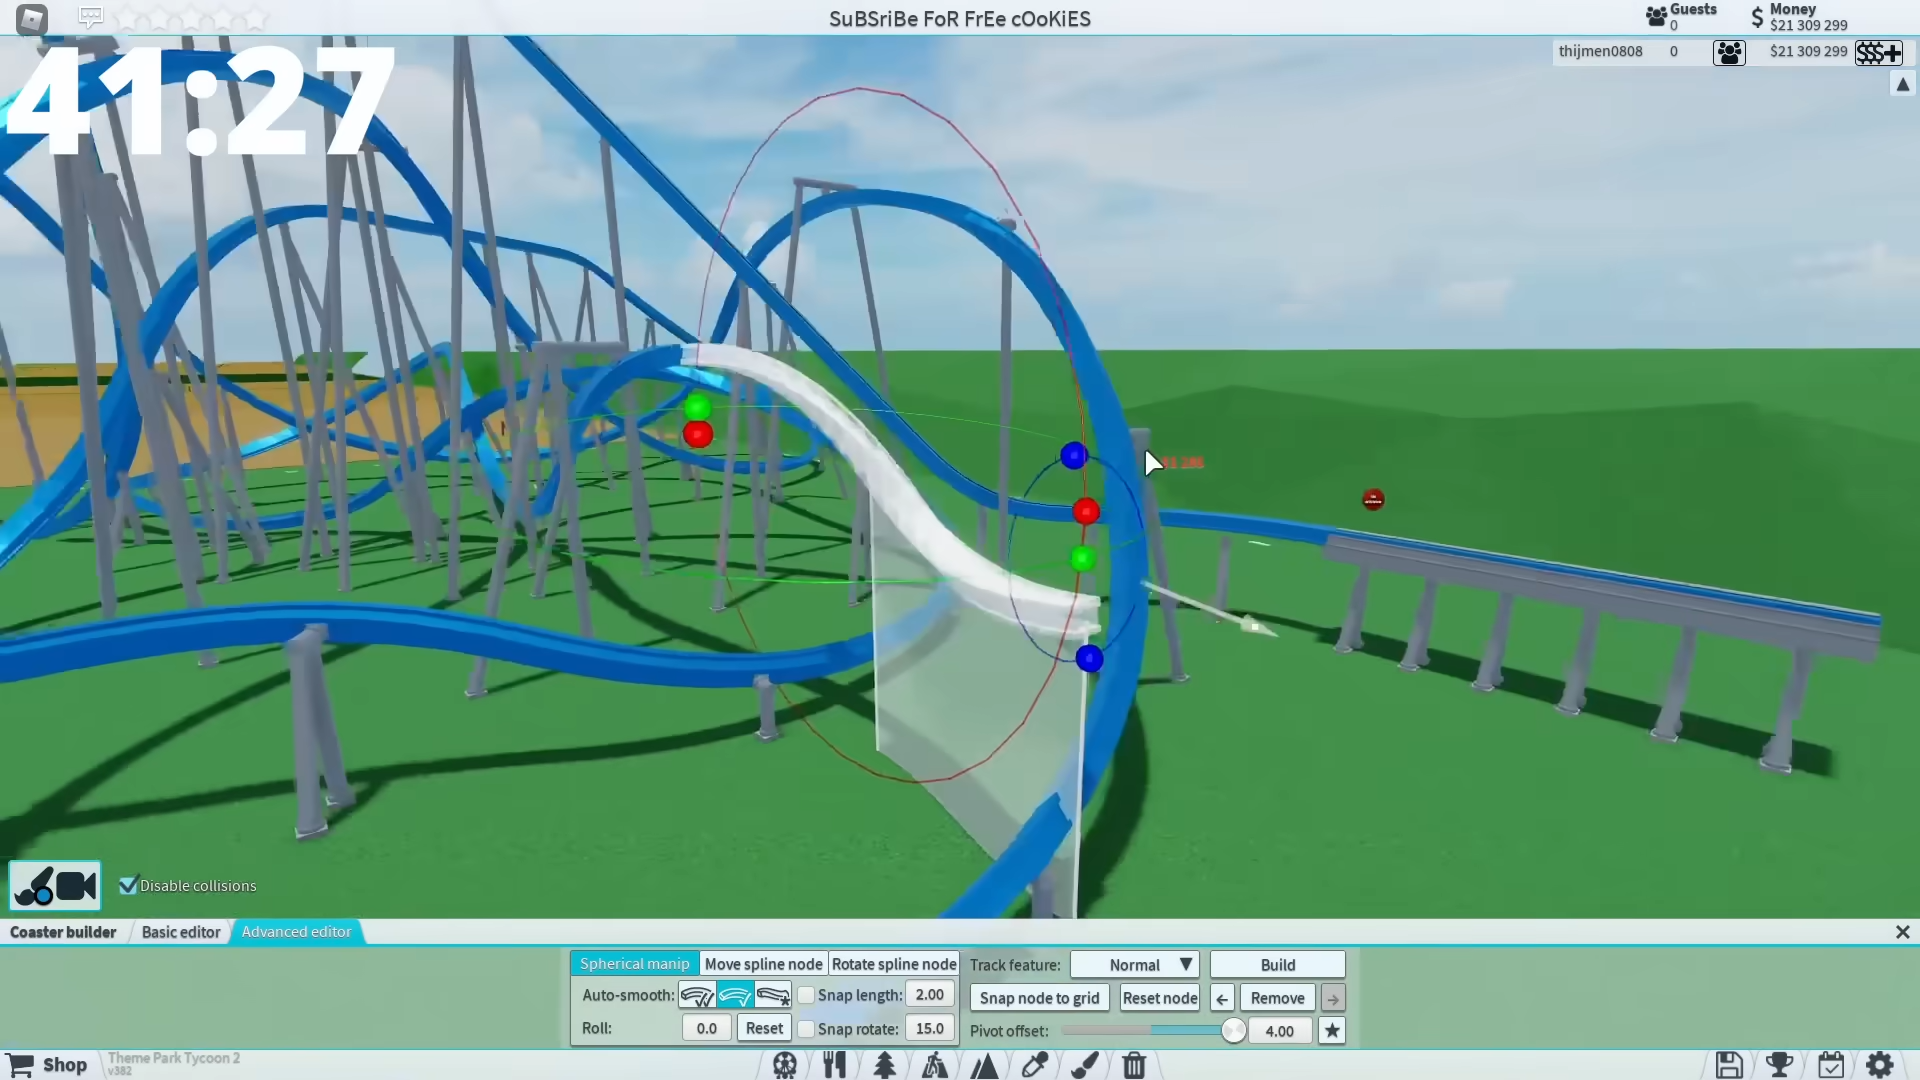 SuBSriBe FoR FrEe cOoKiES
Guests
0
Money
$21 309 299
thijmen0808 0 $21 309 299
41:27
Disable collisions
Coaster builder Basic editor Advanced editor
Spherical manip Move spline node Rotate spline node
Track feature: Normal Build
Auto-smooth: Snap length: 2.00
Snap node to grid Reset node Remove
Roll: 0.0 Reset Snap rotate: 15.0
Pivot offset: 4.00
Shop
Theme Park Tycoon 2
v382